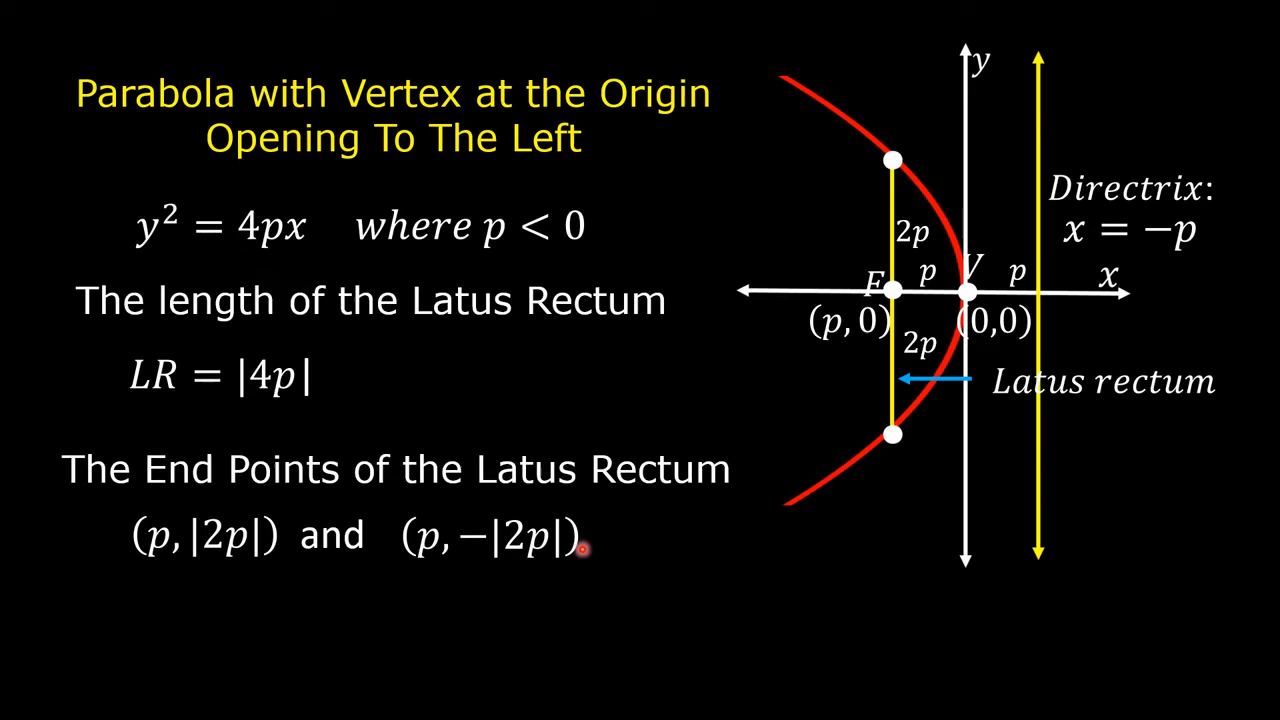 Parabola with Vertex at the Origin
Opening To The Left
y² = 4px where p < 0
The length of the Latus Rectum
LR = |4p|
The End Points of the Latus Rectum
(p, |2p|) and (p, −|2p|)
y
Directrix:
x = −p
2p
F
p
V
p
x
(p, 0)
(0,0)
2p
Latus rectum